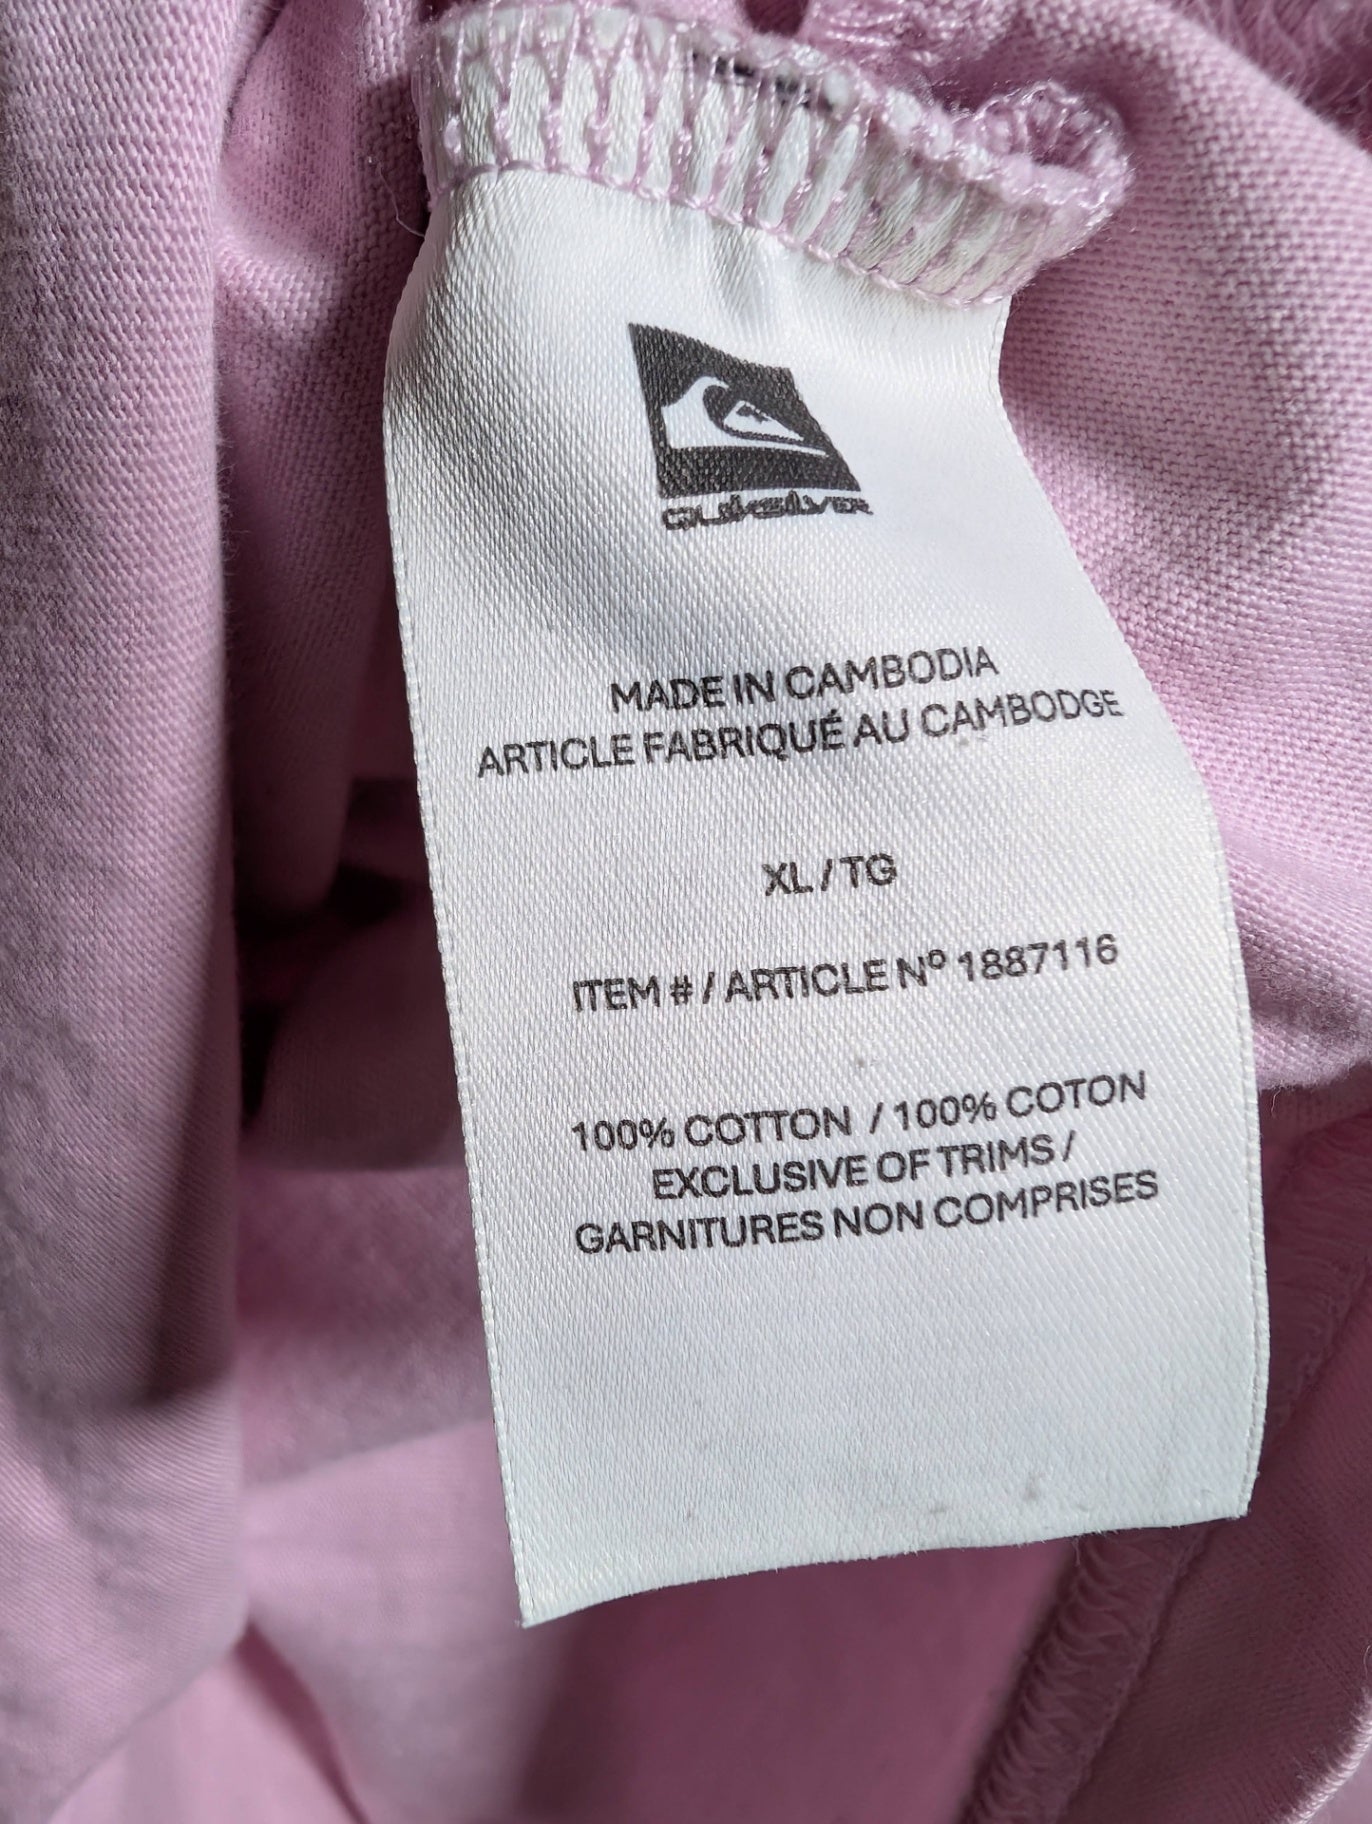 QUIKSILVER
MADE IN CAMBODIA
ARTICLE FABRIQUÉ AU CAMBODGE
XL / TG
ITEM # / ARTICLE Nº 1887116
100% COTTON / 100% COTON
EXCLUSIVE OF TRIMS /
GARNITURES NON COMPRISES